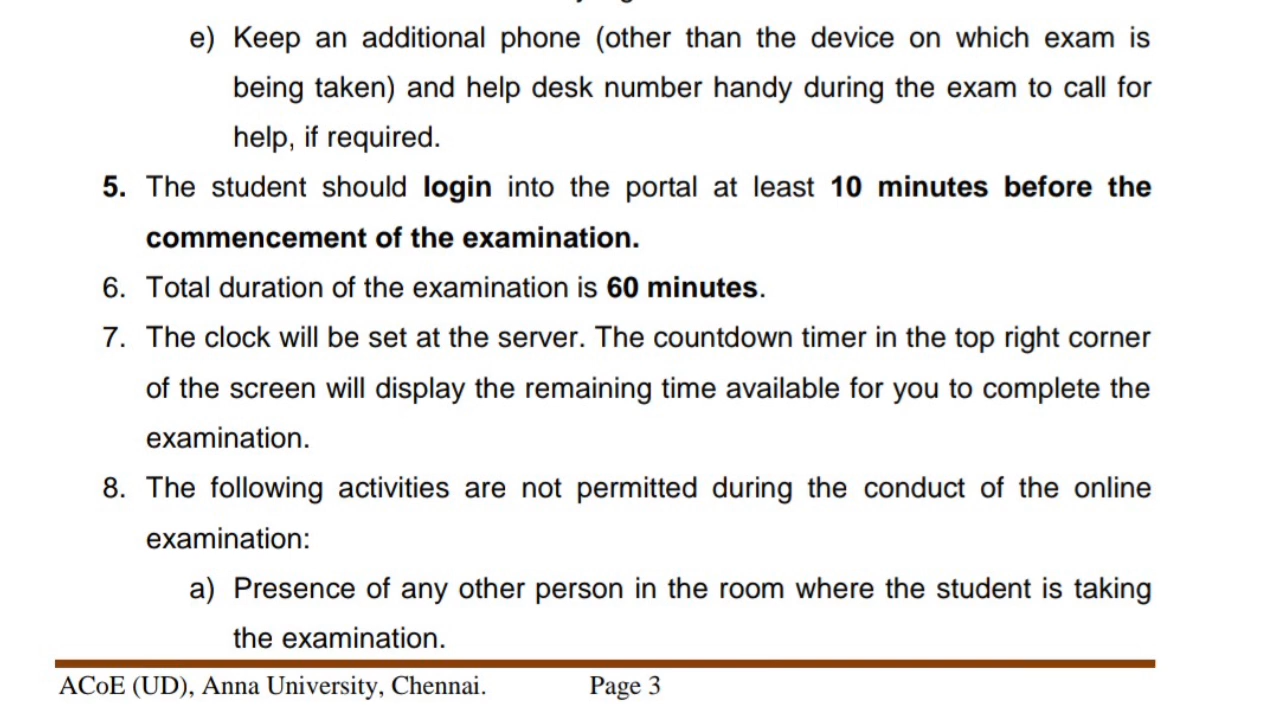 e) Keep an additional phone (other than the device on which exam is
being taken) and help desk number handy during the exam to call for
help, if required.
5. The student should login into the portal at least 10 minutes before the
commencement of the examination.
6. Total duration of the examination is 60 minutes.
7. The clock will be set at the server. The countdown timer in the top right corner
of the screen will display the remaining time available for you to complete the
examination.
8. The following activities are not permitted during the conduct of the online
examination:
a) Presence of any other person in the room where the student is taking
the examination.
ACoE (UD), Anna University, Chennai. Page 3